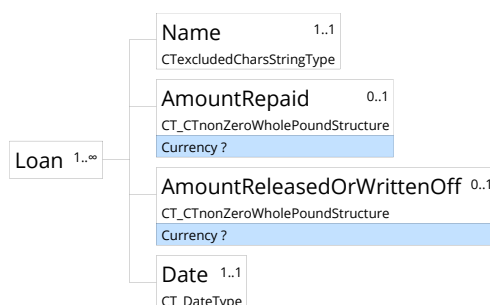 Name 1..1
CTexcludedCharsStringType
AmountRepaid 0..1
CT_CTnonZeroWholePoundStructure
Currency ?
Loan 1..∞
AmountReleasedOrWrittenOff 0..1
CT_CTnonZeroWholePoundStructure
Currency ?
Date 1..1
CT_DateType